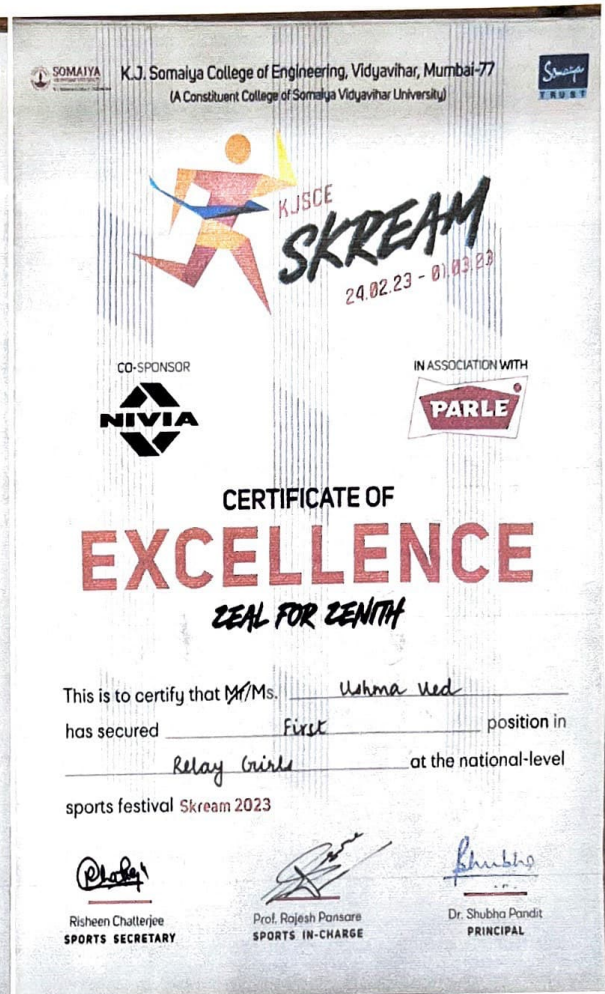 SOMAIYA
K.J. Somaiya College of Engineering, Vidyavihar, Mumbai-77
(A Constituent College of Somaiya Vidyavihar University)
Somaiya
TRUST
KJSCE
SKREAM
24.02.23 - 01.03.23
CO-SPONSOR
NIVIA
IN ASSOCIATION WITH
PARLE
CERTIFICATE OF
EXCELLENCE
ZEAL FOR ZENITH
This is to certify that Mr/Ms. Ushma Ved
has secured First position in
Relay Girls at the national-level
sports festival Skream 2023
Risheen Chatterjee
SPORTS SECRETARY
Prof. Rajesh Pansare
SPORTS IN-CHARGE
Shubha
Dr. Shubha Pandit
PRINCIPAL